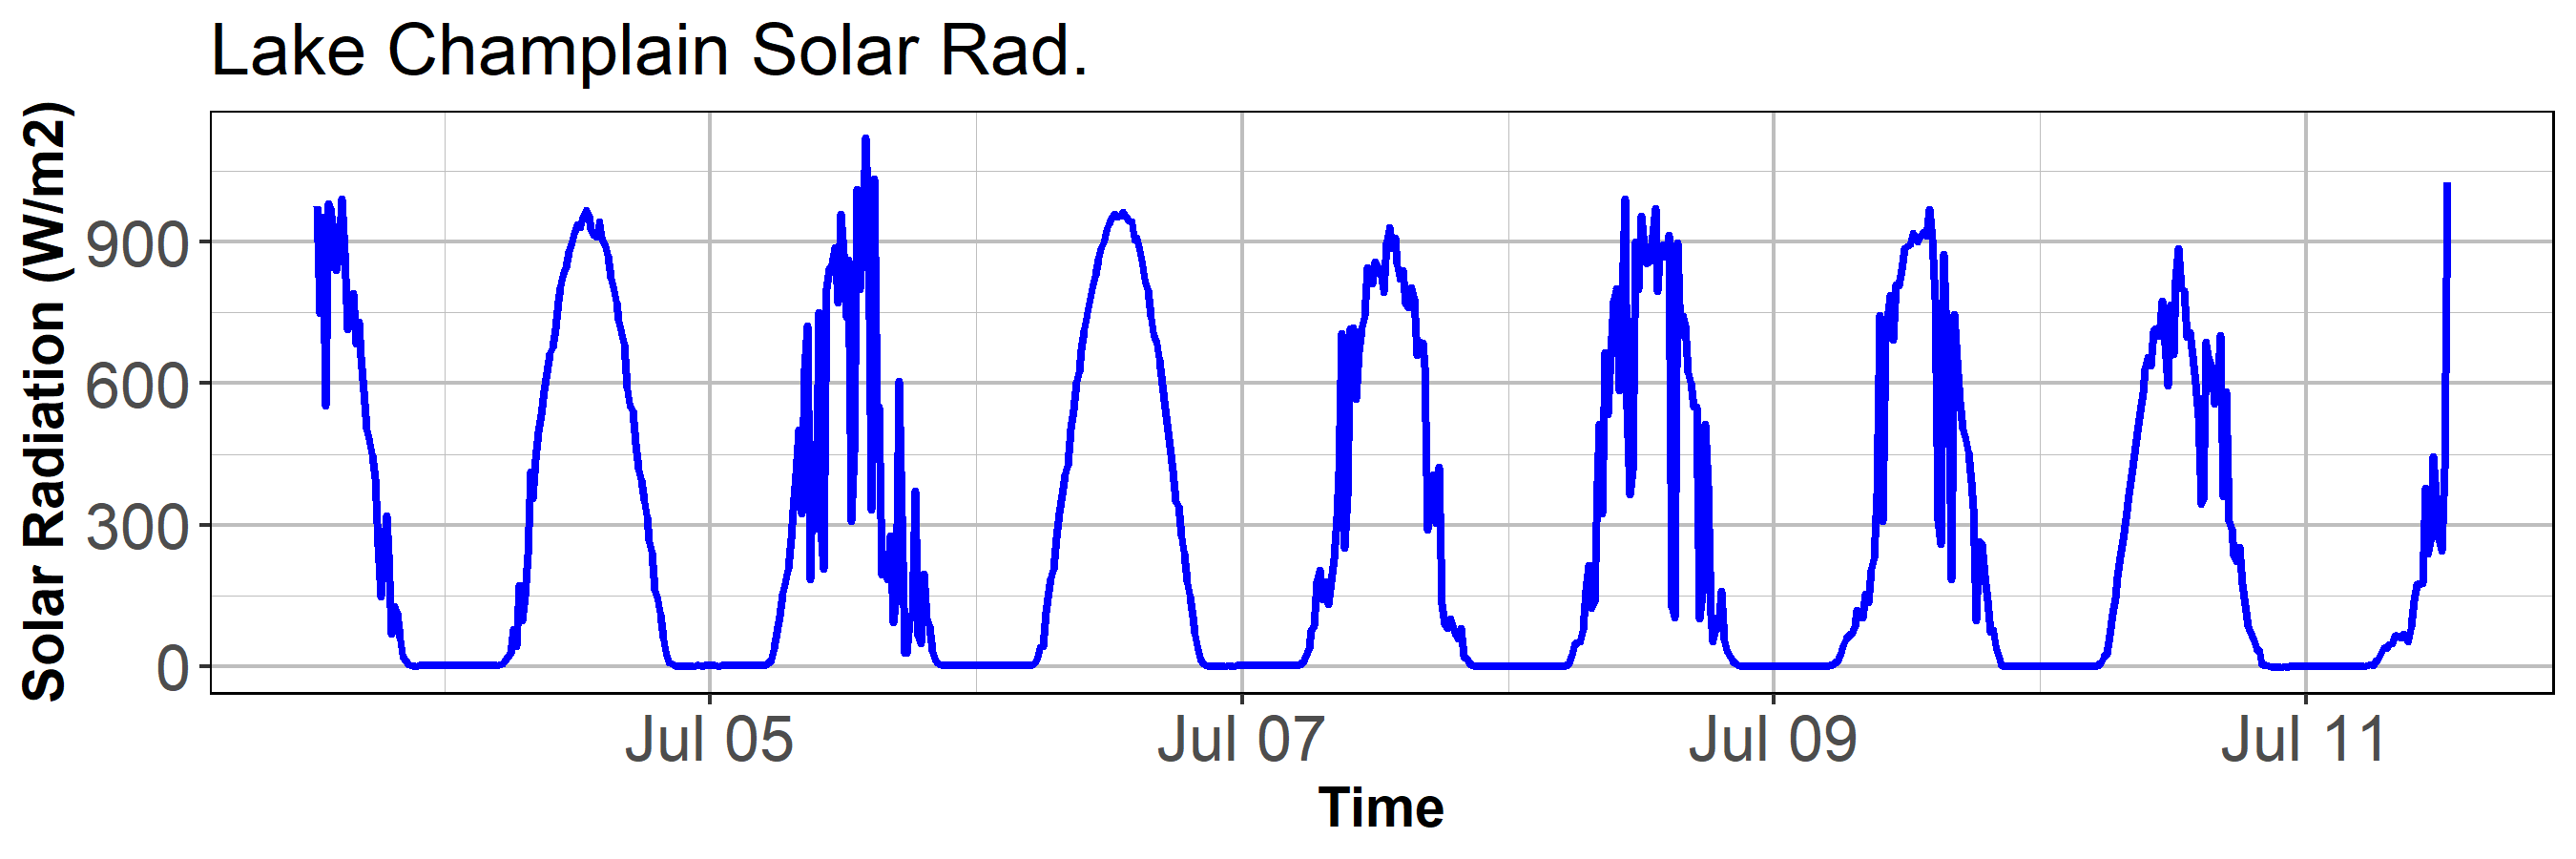 Lake Champlain Solar Rad.
Solar Radiation (W/m2)
900
600
300
0
Jul 05 Jul 07 Jul 09 Jul 11
Time